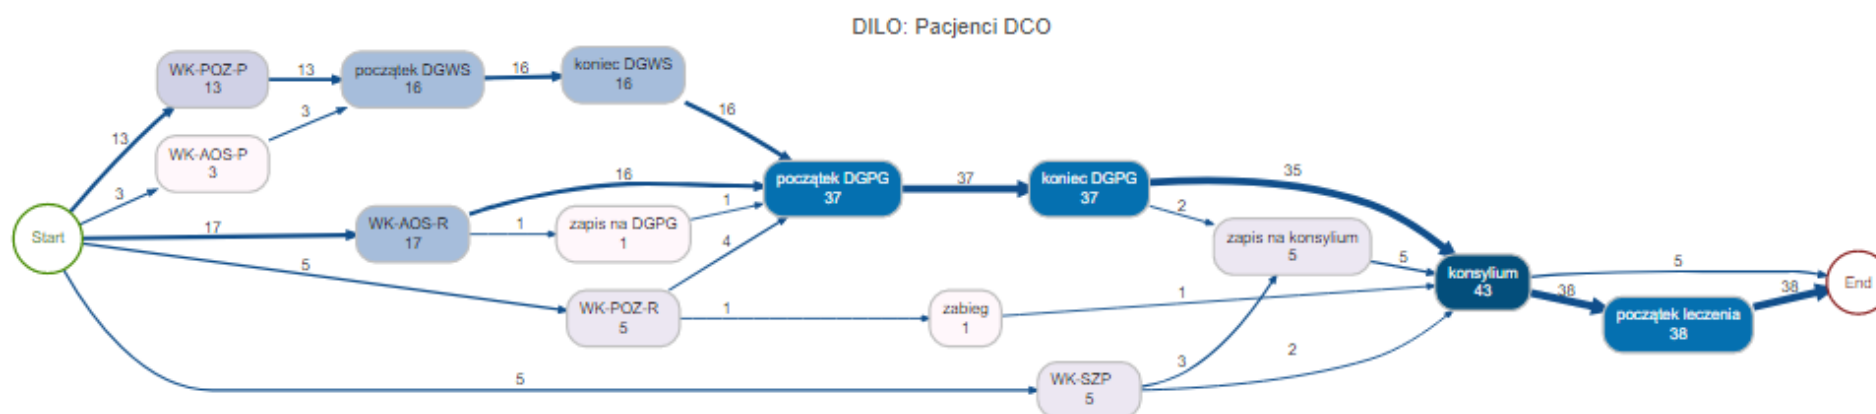 DILO: Pacjenci DCO
WK-POZ-P
13
13
początek DGWS
16
16
koniec DGWS
16
16
13
3
WK-AOS-P
3
3
16
początek DGPG
37
37
koniec DGPG
37
35
Start
17
WK-AOS-R
17
1
zapis na DGPG
1
1
2
zapis na konsylium
5
5
4
5
WK-POZ-R
5
1
zabieg
1
1
konsylium
43
5
38
początek leczenia
38
38
End
5
WK-SZP
5
3
2